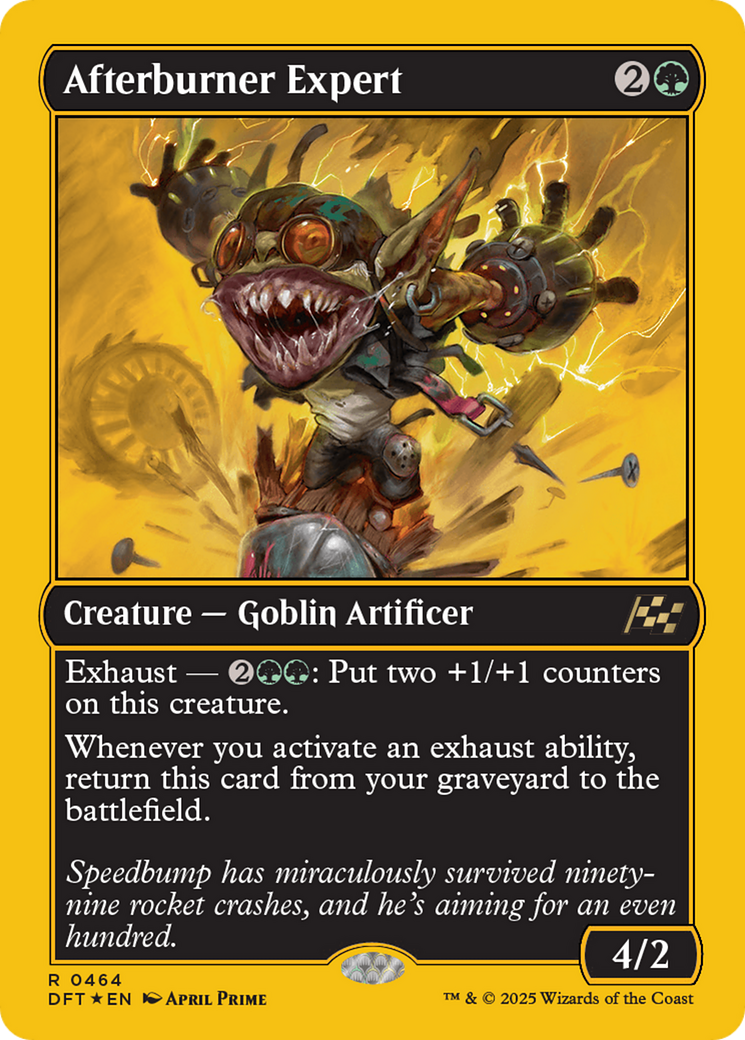 Afterburner Expert 2
Creature — Goblin Artificer
Exhaust — 2: Put two +1/+1 counters
on this creature.
Whenever you activate an exhaust ability,
return this card from your graveyard to the
battlefield.
Speedbump has miraculously survived ninety-
nine rocket crashes, and he's aiming for an even
hundred.
4/2
R 0464
DFT★EN April Prime
™ & © 2025 Wizards of the Coast